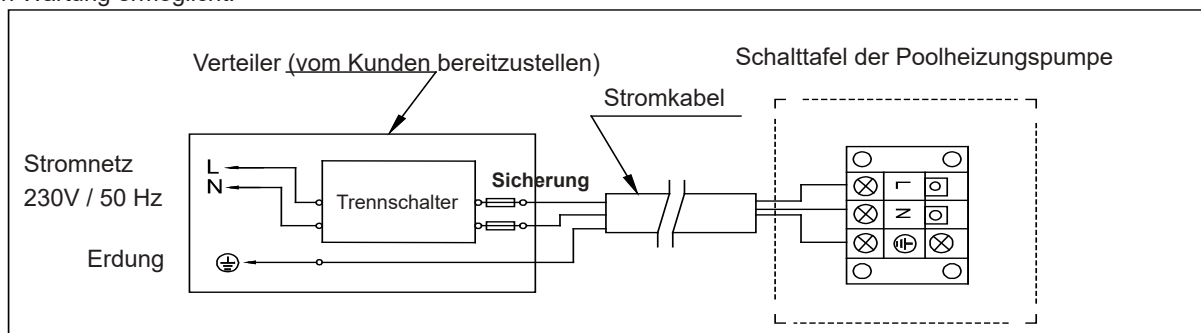 Verteiler (vom Kunden bereitzustellen)
Schalttafel der Poolheizungspumpe
Stromkabel
Stromnetz
230V / 50 Hz
L
N
Trennschalter
Sicherung
Erdung
L
N